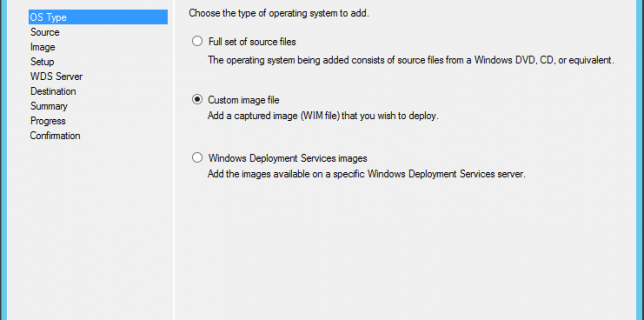 OS Type
Source
Image
Setup
WDS Server
Destination
Summary
Progress
Confirmation
Choose the type of operating system to add.
Full set of source files
The operating system being added consists of source files from a Windows DVD, CD, or equivalent.
Custom image file
Add a captured image (WIM file) that you wish to deploy.
Windows Deployment Services images
Add the images available on a specific Windows Deployment Services server.